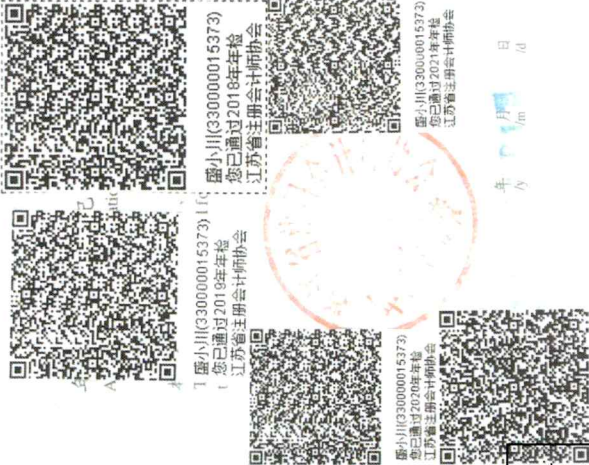 盛小川(330000015373)
您已通过2018年年检
江苏省注册会计师协会
盛小川(330000015373)
您已通过2021年年检
江苏省注册会计师协会
年 月 日
/y /m /d
盛小川(330000015373)
您已通过2019年年检
江苏省注册会计师协会
盛小川(330000015373)
您已通过2020年年检
江苏省注册会计师协会